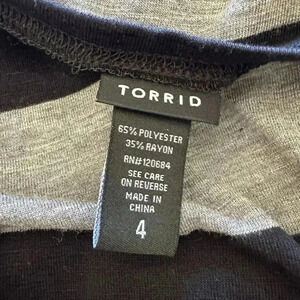 TORRID
65% POLYESTER
35% RAYON
RN#120684
SEE CARE
ON REVERSE
MADE IN
CHINA
4